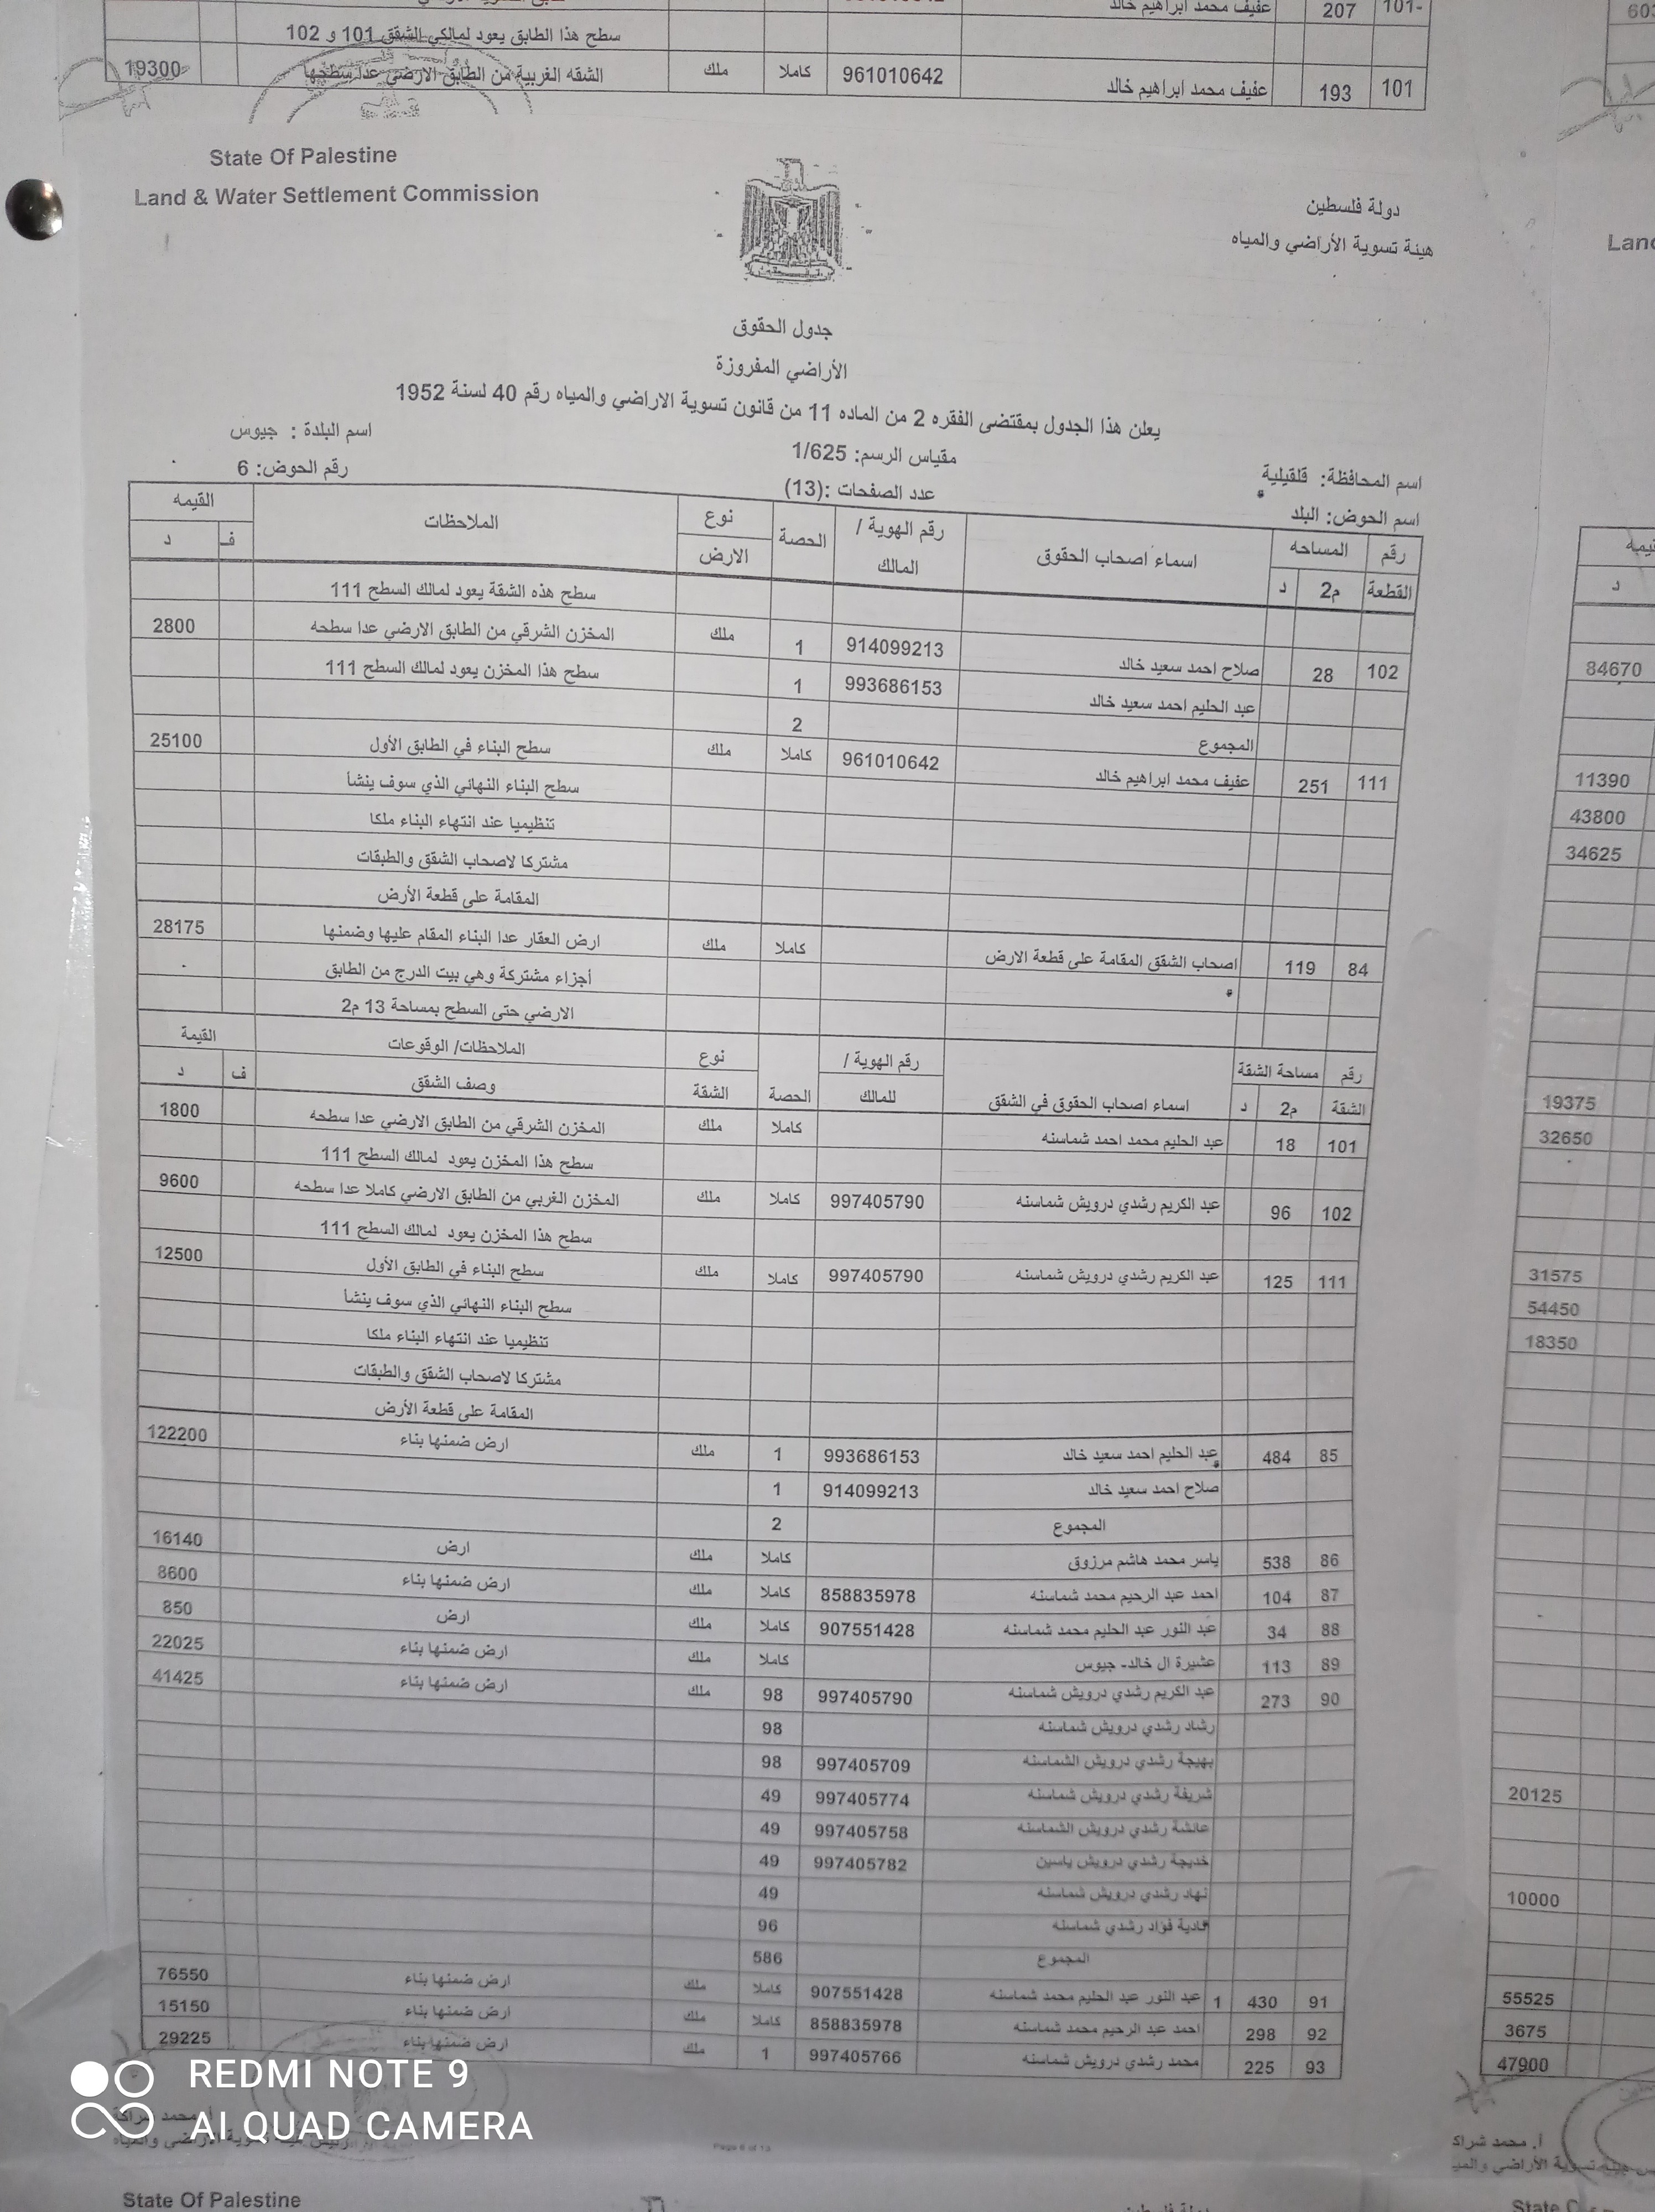 عفيف محمد ابراهيم خالد 207 101-
سطح هذا الطابق يعود لمالكي الشقق 101 و 102
101 193 عفيف محمد ابراهيم خالد 961010642 كاملا ملك الشقه الغربية من الطابق الارضي عدا سطحها 19300
State Of Palestine
Land & Water Settlement Commission
دولة فلسطين
هيئة تسوية الأراضي والمياه
جدول الحقوق
الأراضي المفروزة
يعلن هذا الجدول بمقتضى الفقره 2 من الماده 11 من قانون تسوية الاراضي والمياه رقم 40 لسنة 1952
اسم المحافظة: قلقيلية مقياس الرسم: 1/625 اسم البلدة : جيوس
اسم الحوض: البلد عدد الصفحات :(13) رقم الحوض: 6
رقم المساحه اسماء اصحاب الحقوق رقم الهوية / الحصة نوع الملاحظات القيمه
القطعة م2 د المالك الارض ف د
سطح هذه الشقة يعود لمالك السطح 111
102 28 صلاح احمد سعيد خالد 914099213 1 ملك المخزن الشرقي من الطابق الارضي عدا سطحه 2800
عبد الحليم احمد سعيد خالد 993686153 1 سطح هذا المخزن يعود لمالك السطح 111
المجموع 2
111 251 عفيف محمد ابراهيم خالد 961010642 كاملا ملك سطح البناء في الطابق الأول 25100
سطح البناء النهائي الذي سوف ينشأ
تنظيميا عند انتهاء البناء ملكا
مشتركا لاصحاب الشقق والطبقات
المقامة على قطعة الأرض
84 119 اصحاب الشقق المقامة على قطعة الارض كاملا ملك ارض العقار عدا البناء المقام عليها وضمنها 28175
أجزاء مشتركة وهي بيت الدرج من الطابق
الارضي حتى السطح بمساحة 13 م2
رقم مساحة الشقة اسماء اصحاب الحقوق في الشقق رقم الهوية / الحصة نوع الملاحظات/ الوقوعات القيمة
الشقة م2 د للمالك الشقة وصف الشقق ف د
101 18 عبد الحليم محمد احمد شماسنه كاملا ملك المخزن الشرقي من الطابق الارضي عدا سطحه 1800
سطح هذا المخزن يعود لمالك السطح 111
102 96 عبد الكريم رشدي درويش شماسنه 997405790 كاملا ملك المخزن الغربي من الطابق الارضي كاملا عدا سطحه 9600
سطح هذا المخزن يعود لمالك السطح 111
111 125 عبد الكريم رشدي درويش شماسنه 997405790 كاملا ملك سطح البناء في الطابق الأول 12500
سطح البناء النهائي الذي سوف ينشأ
تنظيميا عند انتهاء البناء ملكا
مشتركا لاصحاب الشقق والطبقات
المقامة على قطعة الأرض
85 484 عبد الحليم احمد سعيد خالد 993686153 1 ملك ارض ضمنها بناء 122200
صلاح احمد سعيد خالد 914099213 1
المجموع 2
86 538 ياسر محمد هاشم مرزوق كاملا ملك ارض 16140
87 104 احمد عبد الرحيم محمد شماسنه 858835978 كاملا ملك ارض ضمنها بناء 8600
88 34 عبد النور عبد الحليم محمد شماسنه 907551428 كاملا ملك ارض 850
89 113 عشيرة ال خالد- جيوس كاملا ملك ارض ضمنها بناء 22025
90 273 عبد الكريم رشدي درويش شماسنه 997405790 98 ملك ارض ضمنها بناء 41425
رشاد رشدي درويش شماسنه 98
بهيجة رشدي درويش الشماسنه 997405709 98
شريفة رشدي درويش شماسنه 997405774 49
عائشة رشدي درويش الشماسنه 997405758 49
خديجة رشدي درويش ياسين 997405782 49
نهاد رشدي درويش شماسنه 49
فادية فؤاد رشدي شماسنه 96
المجموع 586
91 430 1 عبد النور عبد الحليم محمد شماسنه 907551428 كاملا ملك ارض ضمنها بناء 76550
92 298 احمد عبد الرحيم محمد شماسنه 858835978 كاملا ملك ارض ضمنها بناء 15150
93 225 محمد رشدي درويش شماسنه 997405766 1 ملك ارض ضمنها بناء 29225
Page 6 of 13
REDMI NOTE 9
AI QUAD CAMERA
State Of Palestine
دولة فلسطين
603
Land
د
84670
11390
43800
34625
19375
32650
31575
54450
18350
20125
10000
55525
3675
47900
أ. محمد شراكة
State